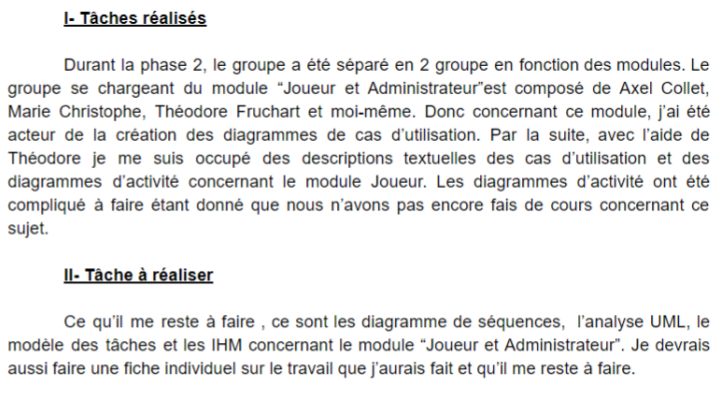 I- Tâches réalisés
Durant la phase 2, le groupe a été séparé en 2 groupe en fonction des modules. Le
groupe se chargeant du module “Joueur et Administrateur”est composé de Axel Collet,
Marie Christophe, Théodore Fruchart et moi-même. Donc concernant ce module, j’ai été
acteur de la création des diagrammes de cas d’utilisation. Par la suite, avec l’aide de
Théodore je me suis occupé des descriptions textuelles des cas d’utilisation et des
diagrammes d’activité concernant le module Joueur. Les diagrammes d’activité ont été
compliqué à faire étant donné que nous n’avons pas encore fais de cours concernant ce
sujet.
II- Tâche à réaliser
Ce qu’il me reste à faire , ce sont les diagramme de séquences, l’analyse UML, le
modèle des tâches et les IHM concernant le module “Joueur et Administrateur”. Je devrais
aussi faire une fiche individuel sur le travail que j’aurais fait et qu’il me reste à faire.